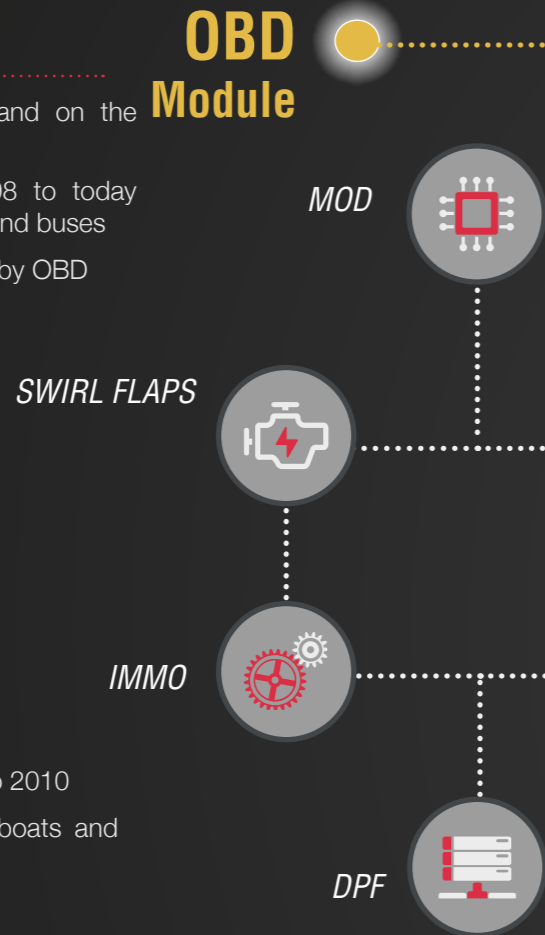 OBD
Module
and on the
8 to today
nd buses
by OBD
MOD
SWIRL FLAPS
IMMO
2010
boats and
DPF